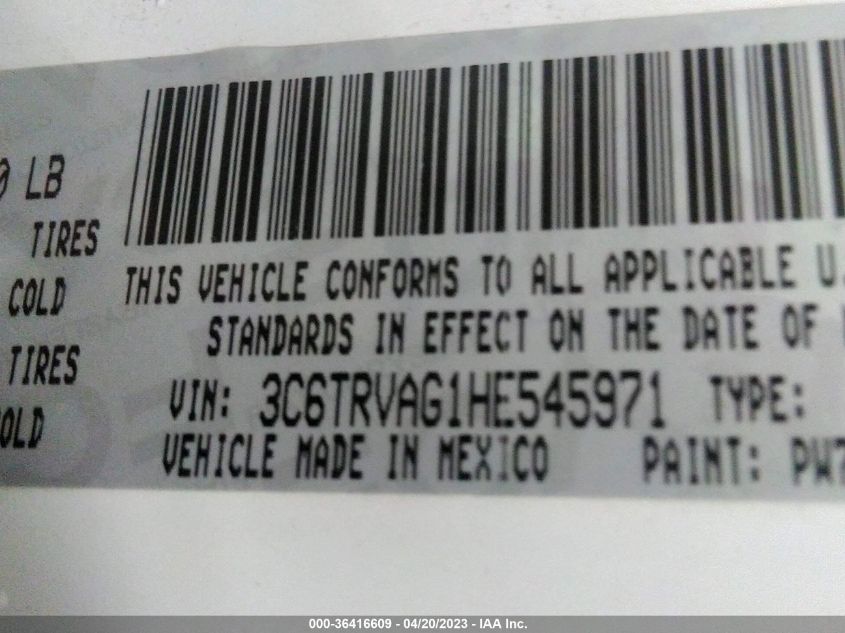 LB
TIRES
COLD
TIRES
THIS VEHICLE CONFORMS TO ALL APPLICABLE U.
STANDARDS IN EFFECT ON THE DATE OF
VIN: 3C6TRVAG1HE545971 TYPE:
VEHICLE MADE IN MEXICO PAINT: PW7
000-36416609 - 04/20/2023 - IAA Inc.